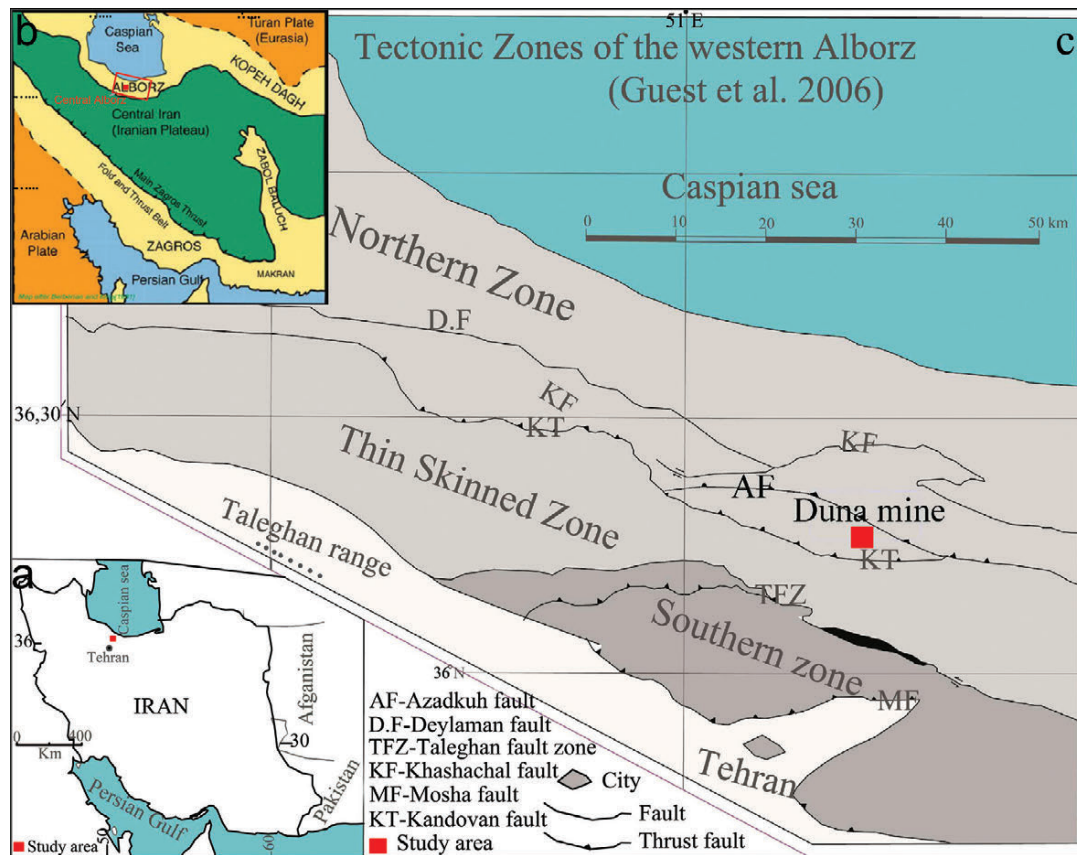 b
Caspian
Sea
Turan Plate
(Eurasia)
KOPEH DAGH
ALBORZ
Central Alborz
Central Iran
(Iranian Plateau)
Main Zagros Thrust
Fold and Thrust Belt
ZABOL BALUCH
Arabian
Plate
ZAGROS
Persian Gulf
MAKRAN
51 E
c
Tectonic Zones of the western Alborz
(Guest et al. 2006)
Caspian sea
0 10 20 30 50 km
Northern Zone
D.F
KF
36,30'N
KT
KF
Thin Skinned Zone
AF
Duna mine
KT
Taleghan range
TFZ
Southern zone
36 N
MF
Tehran
a
Caspian sea
36
Tehran
IRAN
Afganistan
0 400
Km
30
Persian Gulf
Pakistan
50
60
Study area
AF-Azadkuh fault
D.F-Deylaman fault
TFZ-Taleghan fault zone
KF-Khashachal fault
MF-Mosha fault
KT-Kandovan fault
Study area
City
Fault
Thrust fault